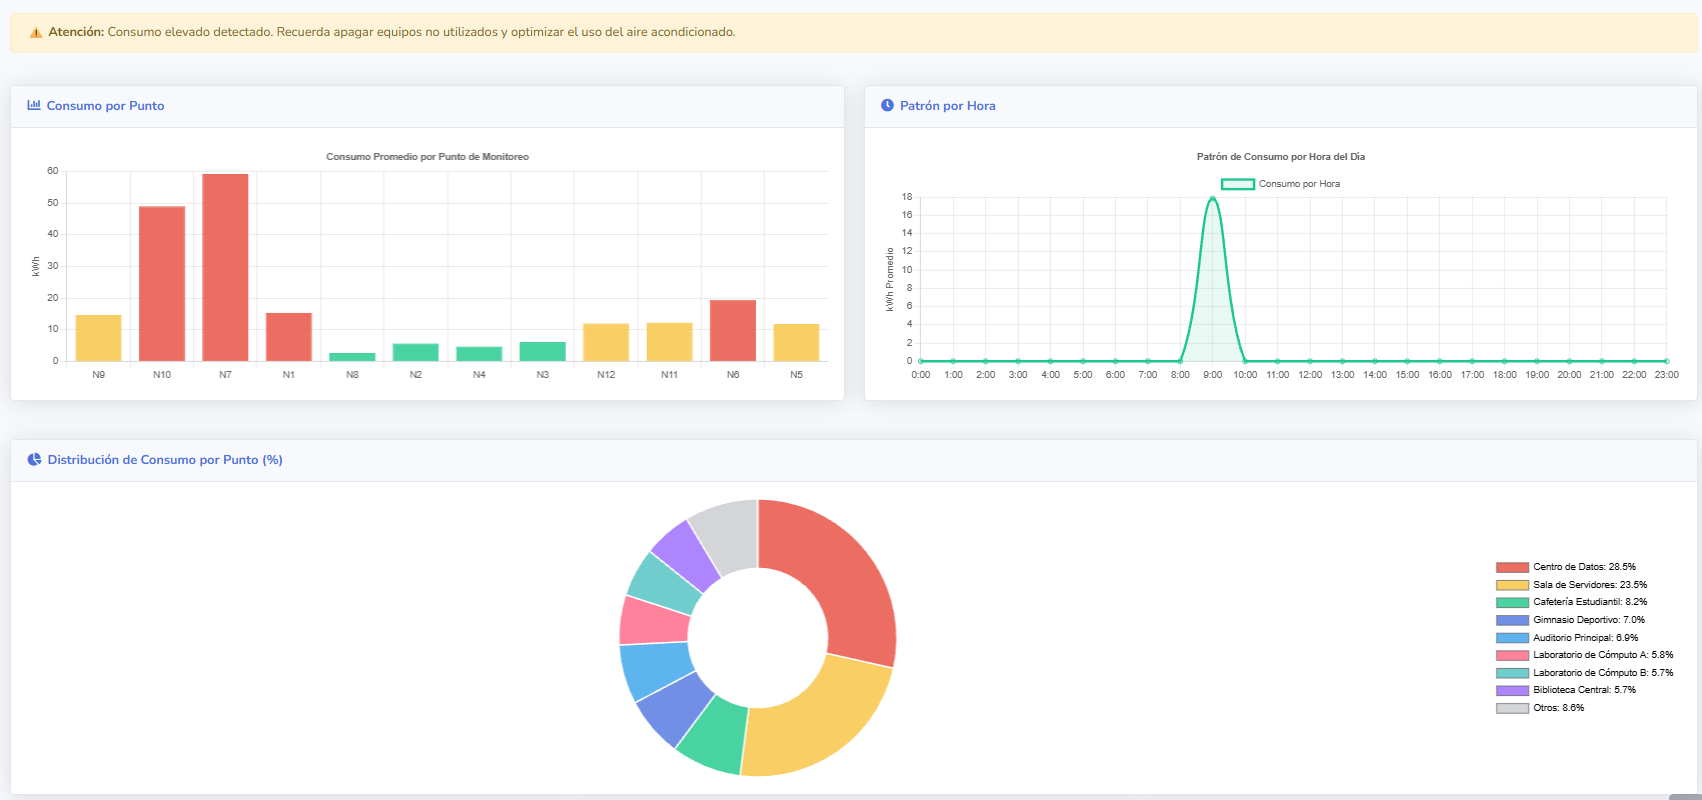 Atención: Consumo elevado detectado. Recuerda apagar equipos no utilizados y optimizar el uso del aire acondicionado.
Consumo por Punto
Consumo Promedio por Punto de Monitoreo
kWh
60
50
40
30
20
10
0
N9 N10 N7 N1 N8 N2 N4 N3 N12 N11 N6 N5
Patrón por Hora
Patrón de Consumo por Hora del Día
Consumo por Hora
kWh Promedio
18
16
14
12
10
8
6
4
2
0
0:00 1:00 2:00 3:00 4:00 5:00 6:00 7:00 8:00 9:00 10:00 11:00 12:00 13:00 14:00 15:00 16:00 17:00 18:00 19:00 20:00 21:00 22:00 23:00
Distribución de Consumo por Punto (%)
Centro de Datos: 28.5%
Sala de Servidores: 23.5%
Cafetería Estudiantil: 8.2%
Gimnasio Deportivo: 7.0%
Auditorio Principal: 6.9%
Laboratorio de Cómputo A: 5.8%
Laboratorio de Cómputo B: 5.7%
Biblioteca Central: 5.7%
Otros: 8.6%